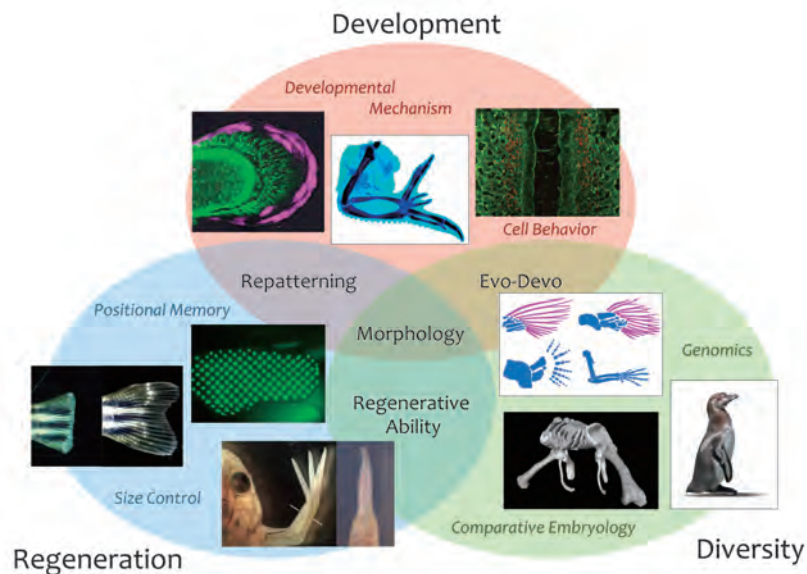 Development
Developmental
Mechanism
Cell Behavior
Repatterning
Evo-Devo
Positional Memory
Morphology
Genomics
Regenerative
Ability
Size Control
Comparative Embryology
Regeneration
Diversity